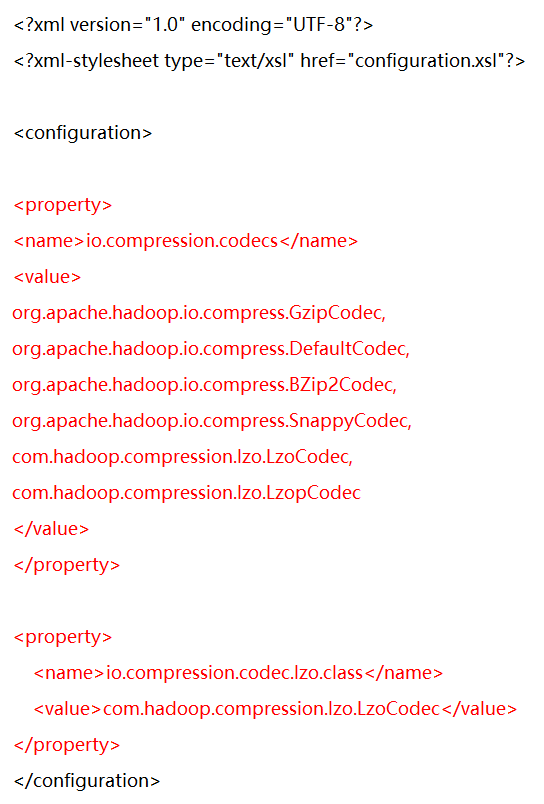 <?xml version="1.0" encoding="UTF-8"?>
<?xml-stylesheet type="text/xsl" href="configuration.xsl"?>
<configuration>
<property>
<name>io.compression.codecs</name>
<value>
org.apache.hadoop.io.compress.GzipCodec,
org.apache.hadoop.io.compress.DefaultCodec,
org.apache.hadoop.io.compress.BZip2Codec,
org.apache.hadoop.io.compress.SnappyCodec,
com.hadoop.compression.lzo.LzoCodec,
com.hadoop.compression.lzo.LzopCodec
</value>
</property>
<property>
<name>io.compression.codec.lzo.class</name>
<value>com.hadoop.compression.lzo.LzoCodec</value>
</property>
</configuration>